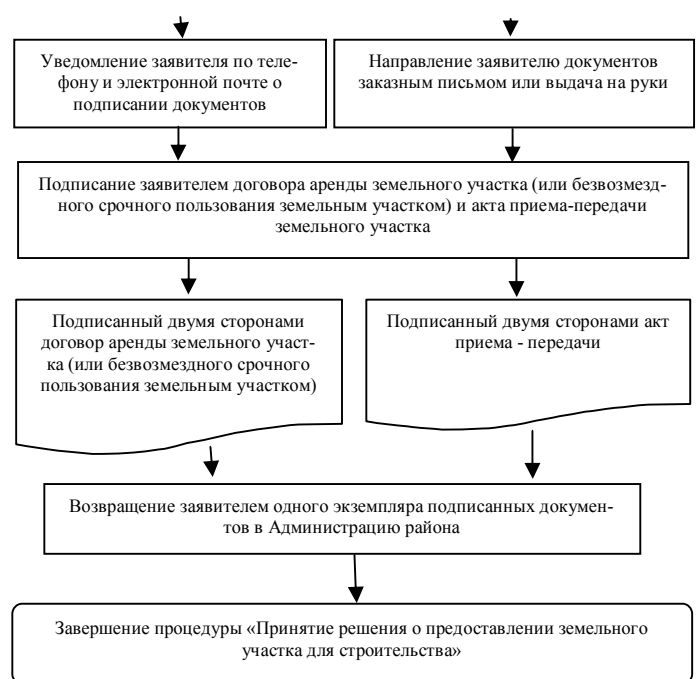 Уведомление заявителя по теле-
фону и электронной почте о
подписании документов
Направление заявителю документов
заказным письмом или выдача на руки
Подписание заявителем договора аренды земельного участка (или безвозмезд-
ного срочного пользования земельным участком) и акта приема-передачи
земельного участка
Подписанный двумя сторонами
договор аренды земельного участ-
ка (или безвозмездного срочного
пользования земельным участком)
Подписанный двумя сторонами акт
приема - передачи
Возвращение заявителем одного экземпляра подписанных докумен-
тов в Администрацию района
Завершение процедуры «Принятие решения о предоставлении земельного
участка для строительства»